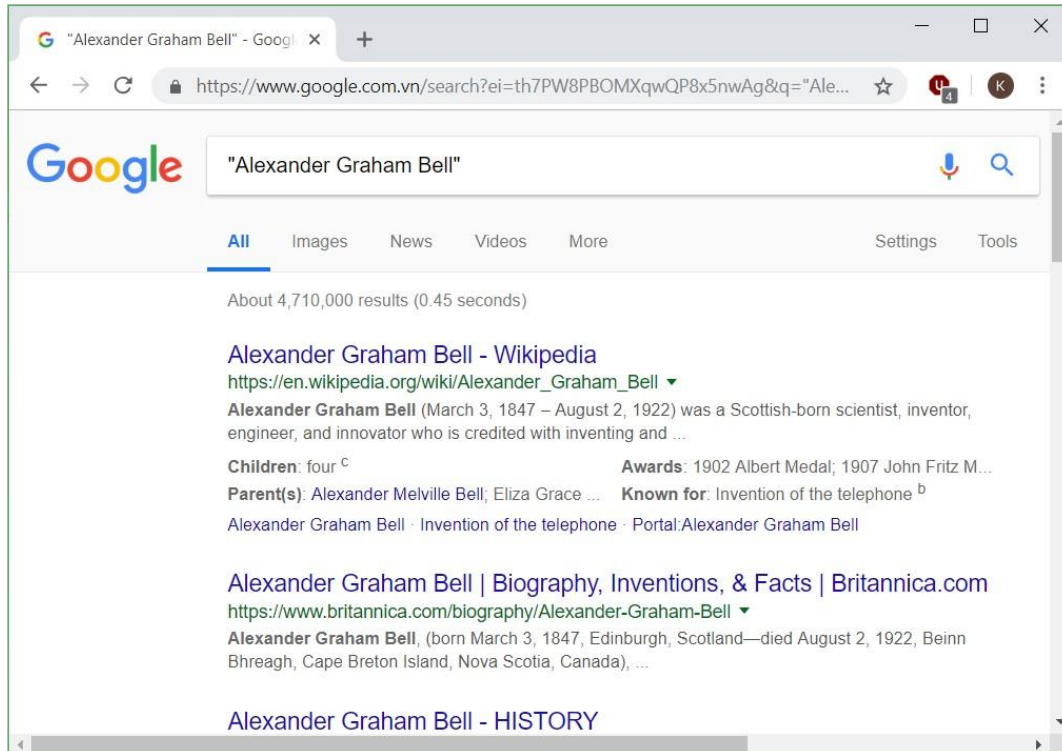 "Alexander Graham Bell" - Goog
https://www.google.com.vn/search?ei=th7PW8PBOMXqwQP8x5nwAg&q="Ale...
4
K
Google
"Alexander Graham Bell"
All Images News Videos More Settings Tools
About 4,710,000 results (0.45 seconds)
Alexander Graham Bell - Wikipedia
https://en.wikipedia.org/wiki/Alexander_Graham_Bell
Alexander Graham Bell (March 3, 1847 – August 2, 1922) was a Scottish-born scientist, inventor,
engineer, and innovator who is credited with inventing and ...
Children: four c Awards: 1902 Albert Medal; 1907 John Fritz M...
Parent(s): Alexander Melville Bell; Eliza Grace ... Known for: Invention of the telephone b
Alexander Graham Bell · Invention of the telephone · Portal:Alexander Graham Bell
Alexander Graham Bell | Biography, Inventions, & Facts | Britannica.com
https://www.britannica.com/biography/Alexander-Graham-Bell
Alexander Graham Bell, (born March 3, 1847, Edinburgh, Scotland—died August 2, 1922, Beinn
Bhreagh, Cape Breton Island, Nova Scotia, Canada), ...
Alexander Graham Bell - HISTORY